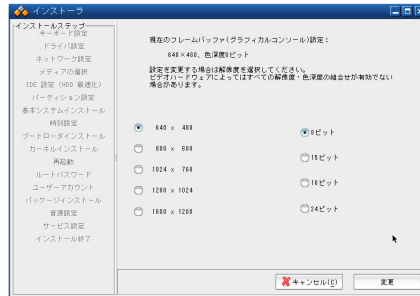 インストーラ
インストールステップ
キーボード設定
ドライバ設定
ネットワーク設定
メディアの選択
IDE 設定 (HDD 最適化)
パーティション設定
基本システムインストール
時刻設定
ブートローダインストール
カーネルインストール
再起動
ルートパスワード
ユーザーアカウント
パッケージインストール
音源設定
サービス設定
インストール終了
現在のフレームバッファ(グラフィカルコンソール)設定：
640×480、色深度8ビット
設定を変更する場合は解像度を選択してください。
ビデオハードウェアによってはすべての解像度・色深度の組合せが有効でない
場合があります。
640 x 480
800 x 600
1024 x 768
1280 x 1024
1600 x 1200
8ビット
15ビット
16ビット
24ビット
キャンセル(C)
変更